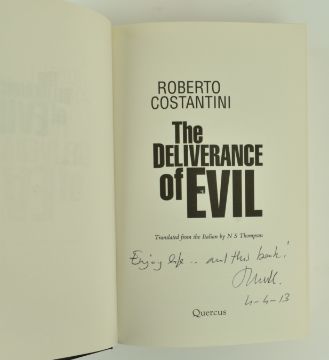 ROBERTO
COSTANTINI
The
DELIVERANCE
of EVIL
Translated from the Italian by N S Thompson
Enjoy life .. and this book!
4-4-13
Quercus